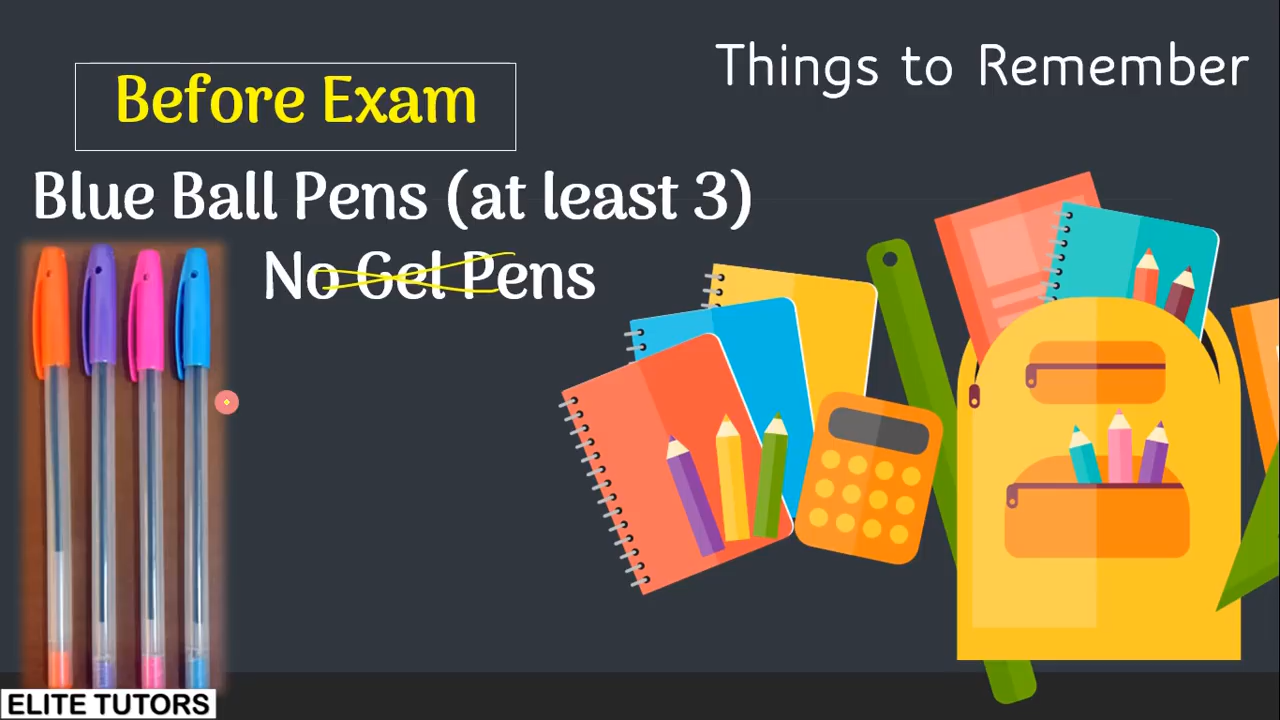 Things to Remember
Before Exam
Blue Ball Pens (at least 3)
No Gel Pens
ELITE TUTORS